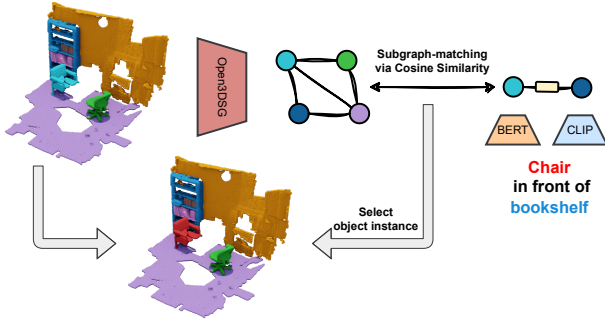 Open3DSG
Subgraph-matching
via Cosine Similarity
BERT
CLIP
Chair
in front of
bookshelf
Select
object instance